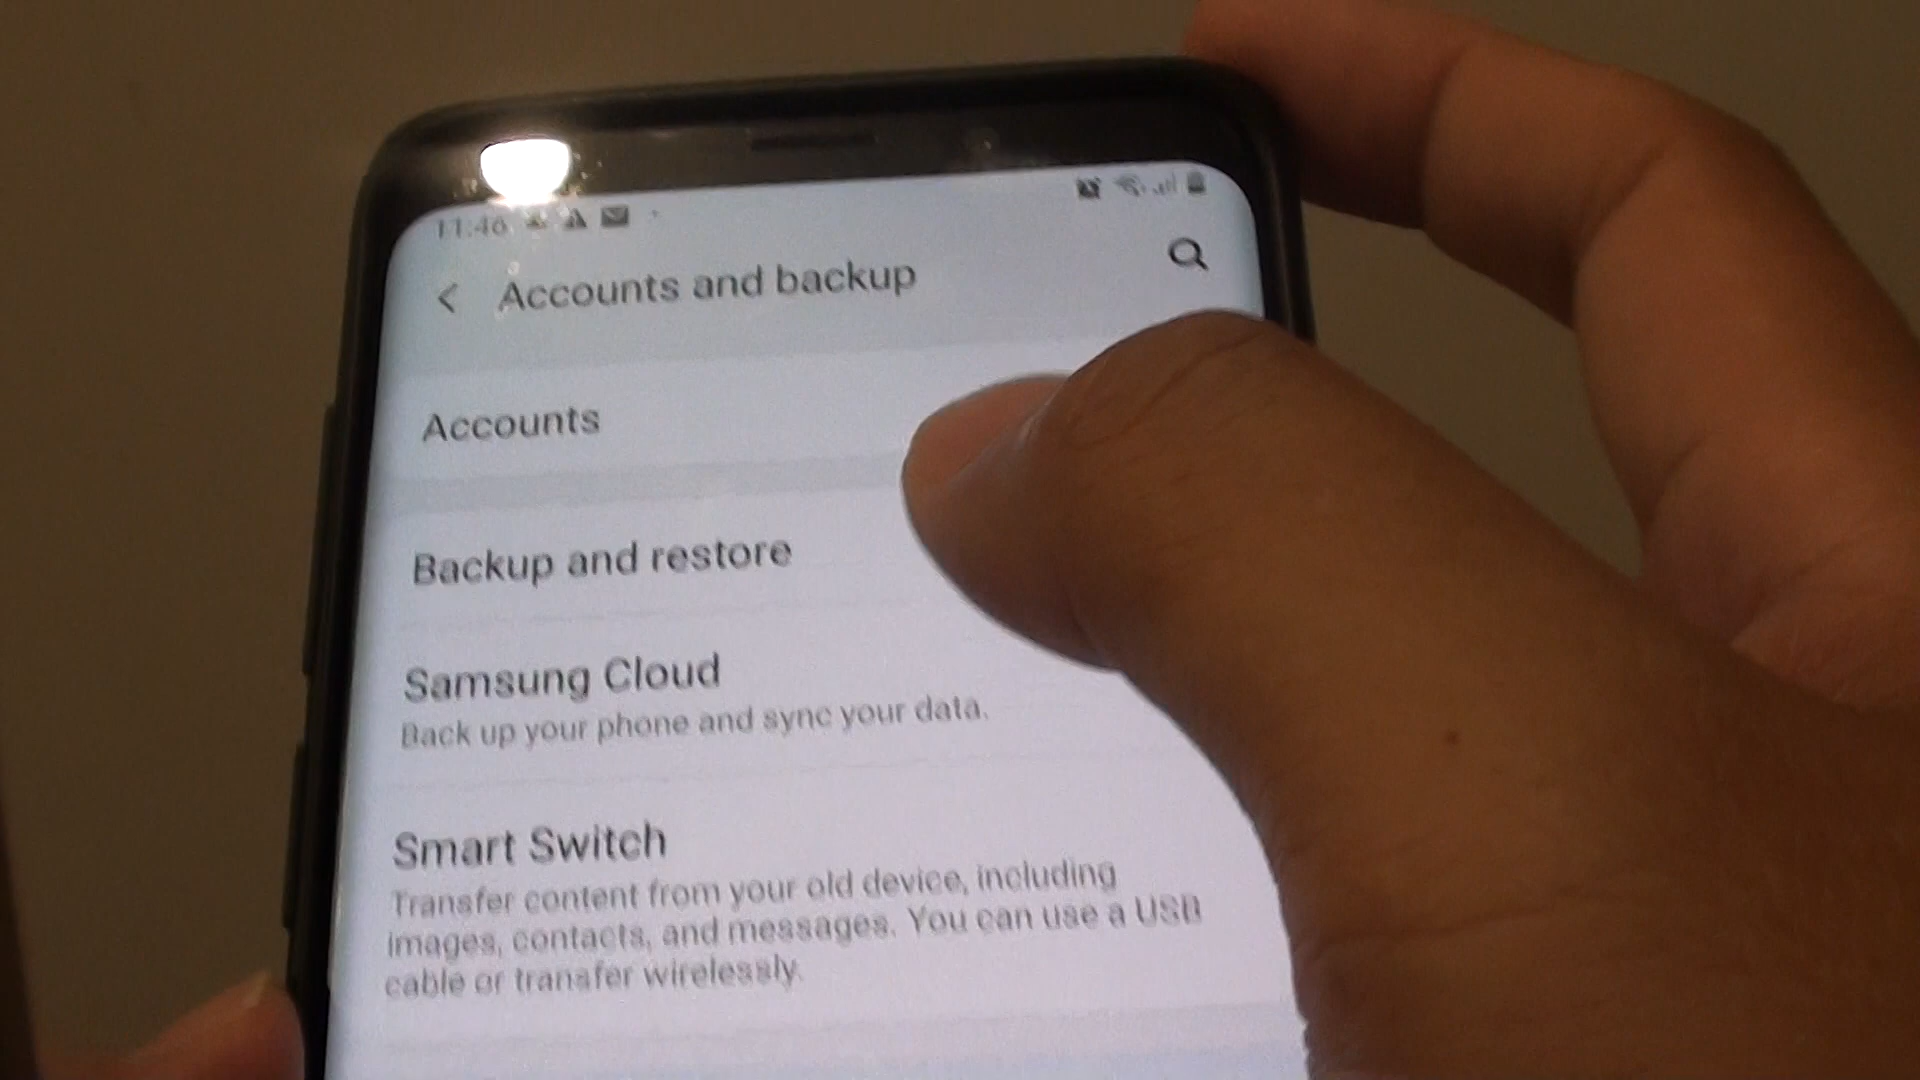 11:46
Accounts and backup
Accounts
Backup and restore
Samsung Cloud
Back up your phone and sync your data.
Smart Switch
Transfer content from your old device, including
images, contacts, and messages. You can use a USB
cable or transfer wirelessly.